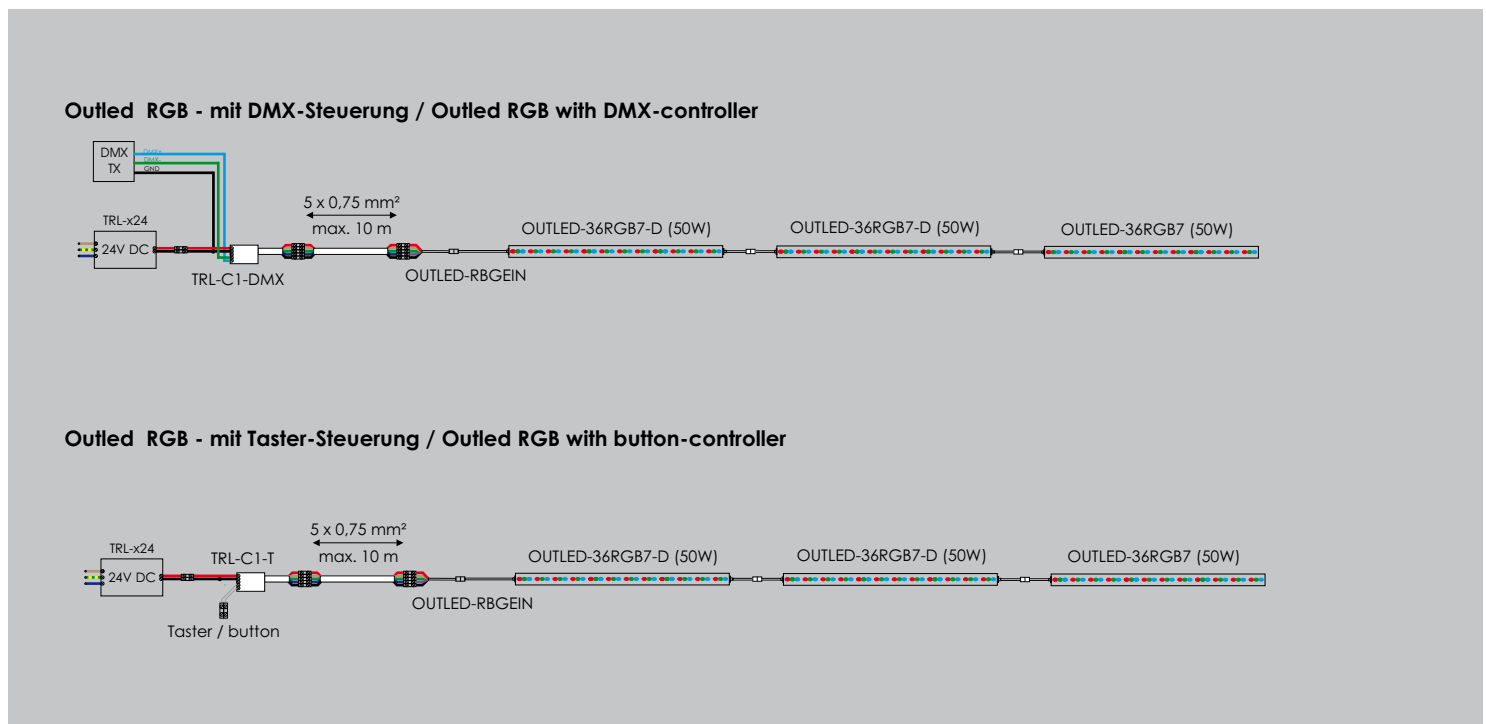 Outled RGB - mit DMX-Steuerung / Outled RGB with DMX-controller
DMX
TX
DMX+
DMX-
GND
TRL-x24
24V DC
TRL-C1-DMX
5 x 0,75 mm²
max. 10 m
OUTLED-RBGEIN
OUTLED-36RGB7-D (50W)
OUTLED-36RGB7-D (50W)
OUTLED-36RGB7 (50W)
Outled RGB - mit Taster-Steuerung / Outled RGB with button-controller
TRL-x24
24V DC
TRL-C1-T
Taster / button
5 x 0,75 mm²
max. 10 m
OUTLED-RBGEIN
OUTLED-36RGB7-D (50W)
OUTLED-36RGB7-D (50W)
OUTLED-36RGB7 (50W)